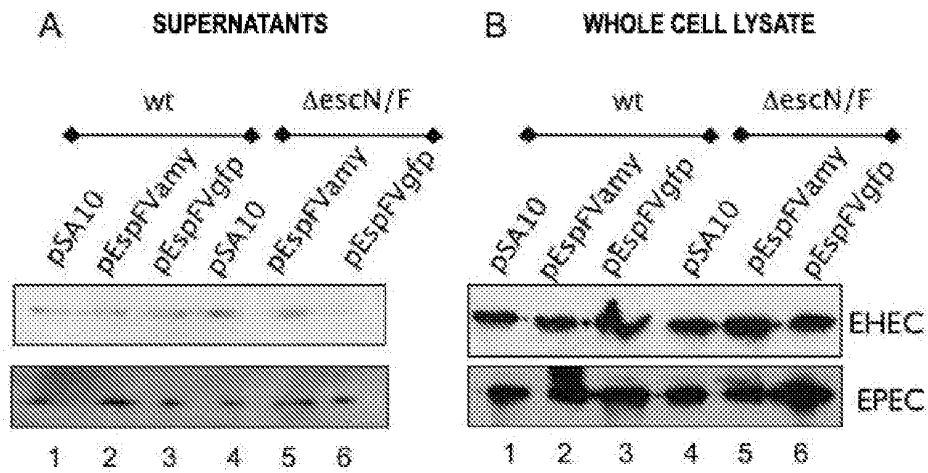 A SUPERNATANTS
B WHOLE CELL LYSATE
wt ΔescN/F
wt ΔescN/F
pSA10 pEspFVamy pEspFVgfp pSA10 pEspFVamy pEspFVgfp
pSA10 pEspFVamy pEspFVgfp pSA10 pEspFVamy pEspFVgfp
EHEC
EPEC
1 2 3 4 5 6
1 2 3 4 5 6